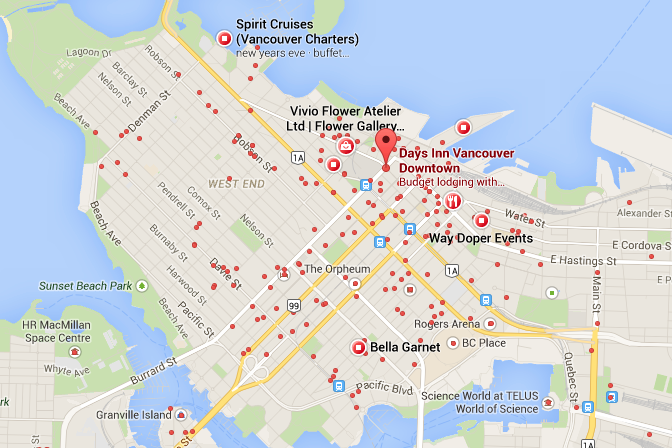 Spirit Cruises
(Vancouver Charters)
new years eve · buffet...
Lagoon Dr
Robson St
Barclay St
Nelson St
Denman St
Beach Ave
Vivio Flower Atelier
Ltd | Flower Gallery...
1A
Robson St
Days Inn Vancouver
Downtown
Budget lodging with...
WEST END
Pendrell St
Comox St
Nelson St
Beach Ave
Burnaby St
Davie St
Harwood St
Pacific St
Beach Ave
Water St
Alexander St
E Cordova St
Way Doper Events
E Hastings St
The Orpheum
1A
Main St
Sunset Beach Park
99
HR MacMillan
Space Centre
Rogers Arena
BC Place
Bella Garnet
Whyte Ave
Burrard St
Quebec St
Pacific Blvd
Science World at TELUS
World of Science
Granville Island